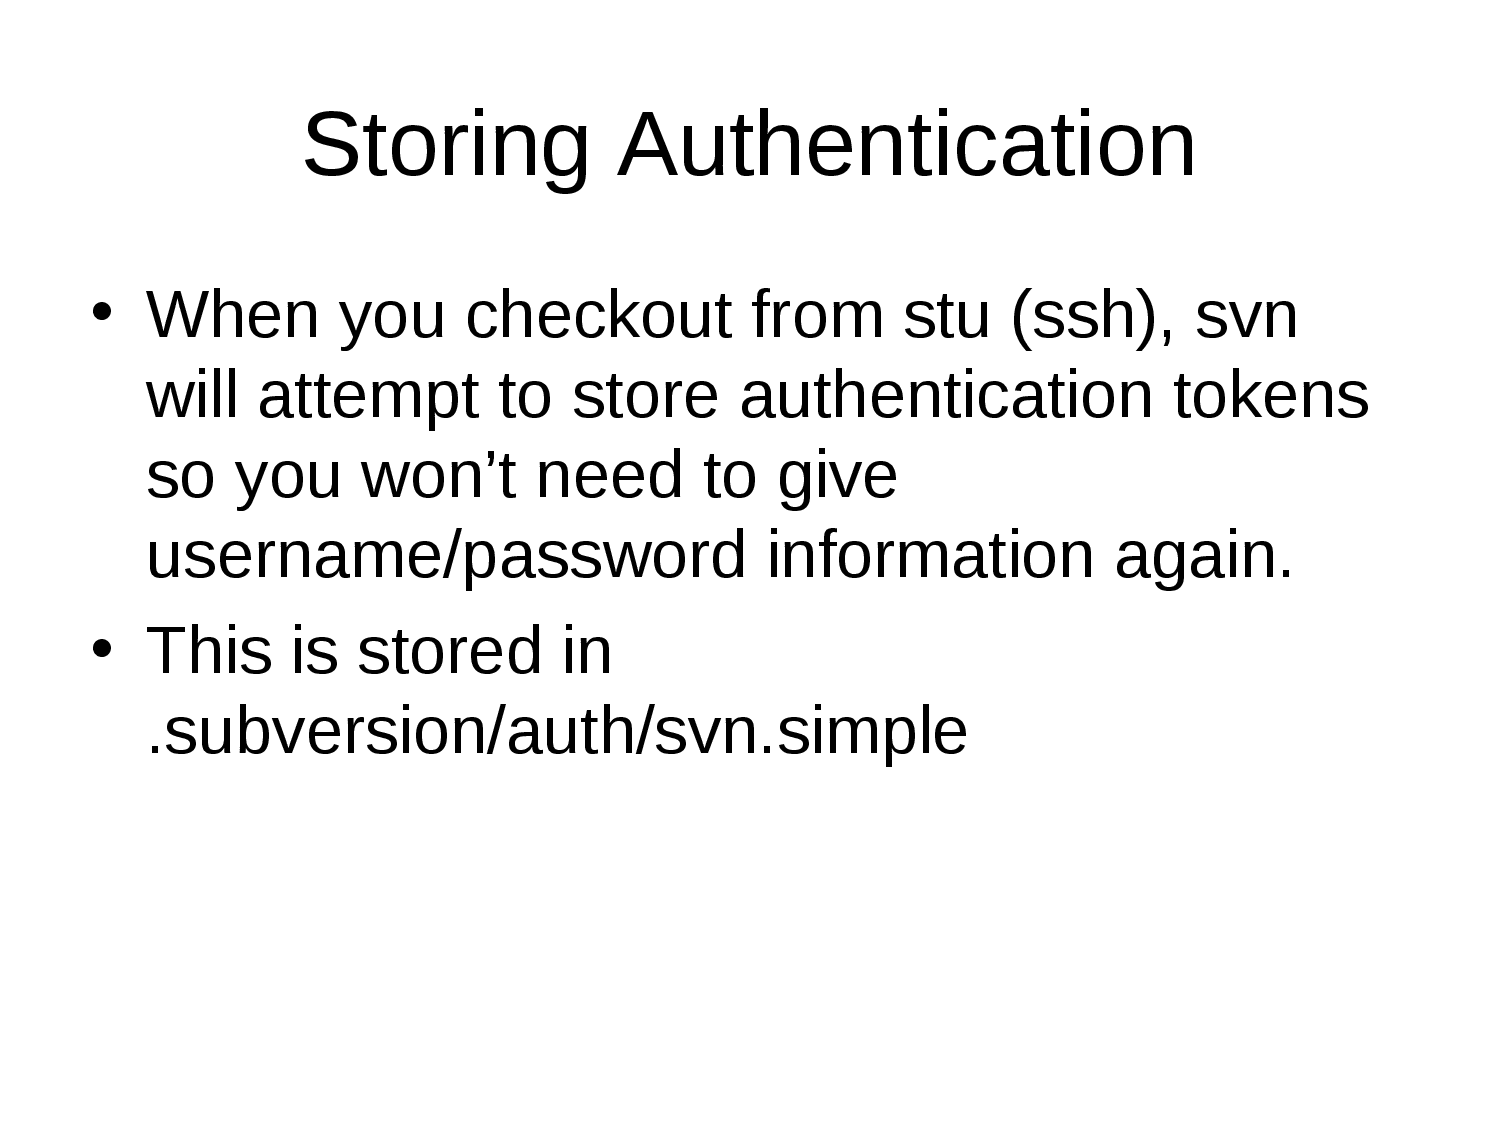 Storing Authentication
• When you checkout from stu (ssh), svn
will attempt to store authentication tokens
so you won’t need to give
username/password information again.
• This is stored in
.subversion/auth/svn.simple